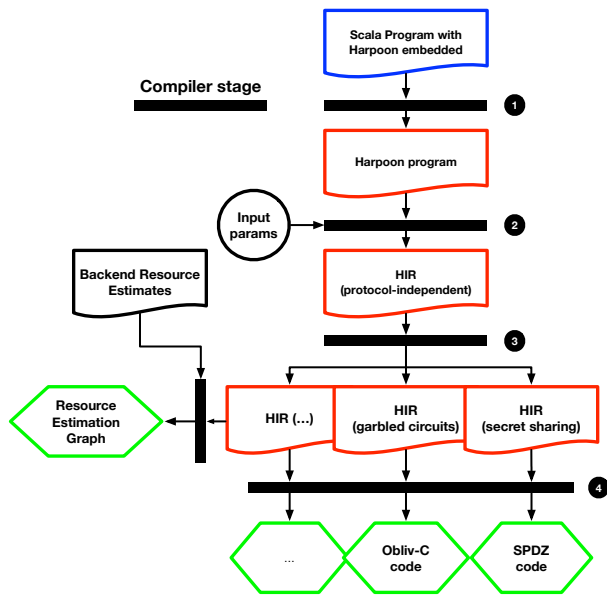 Scala Program with
Harpoon embedded
Compiler stage
1
Harpoon program
Input
params
2
Backend Resource
Estimates
HIR
(protocol-independent)
3
Resource
Estimation
Graph
HIR (...)
HIR
(garbled circuits)
HIR
(secret sharing)
4
...
Obliv-C
code
SPDZ
code